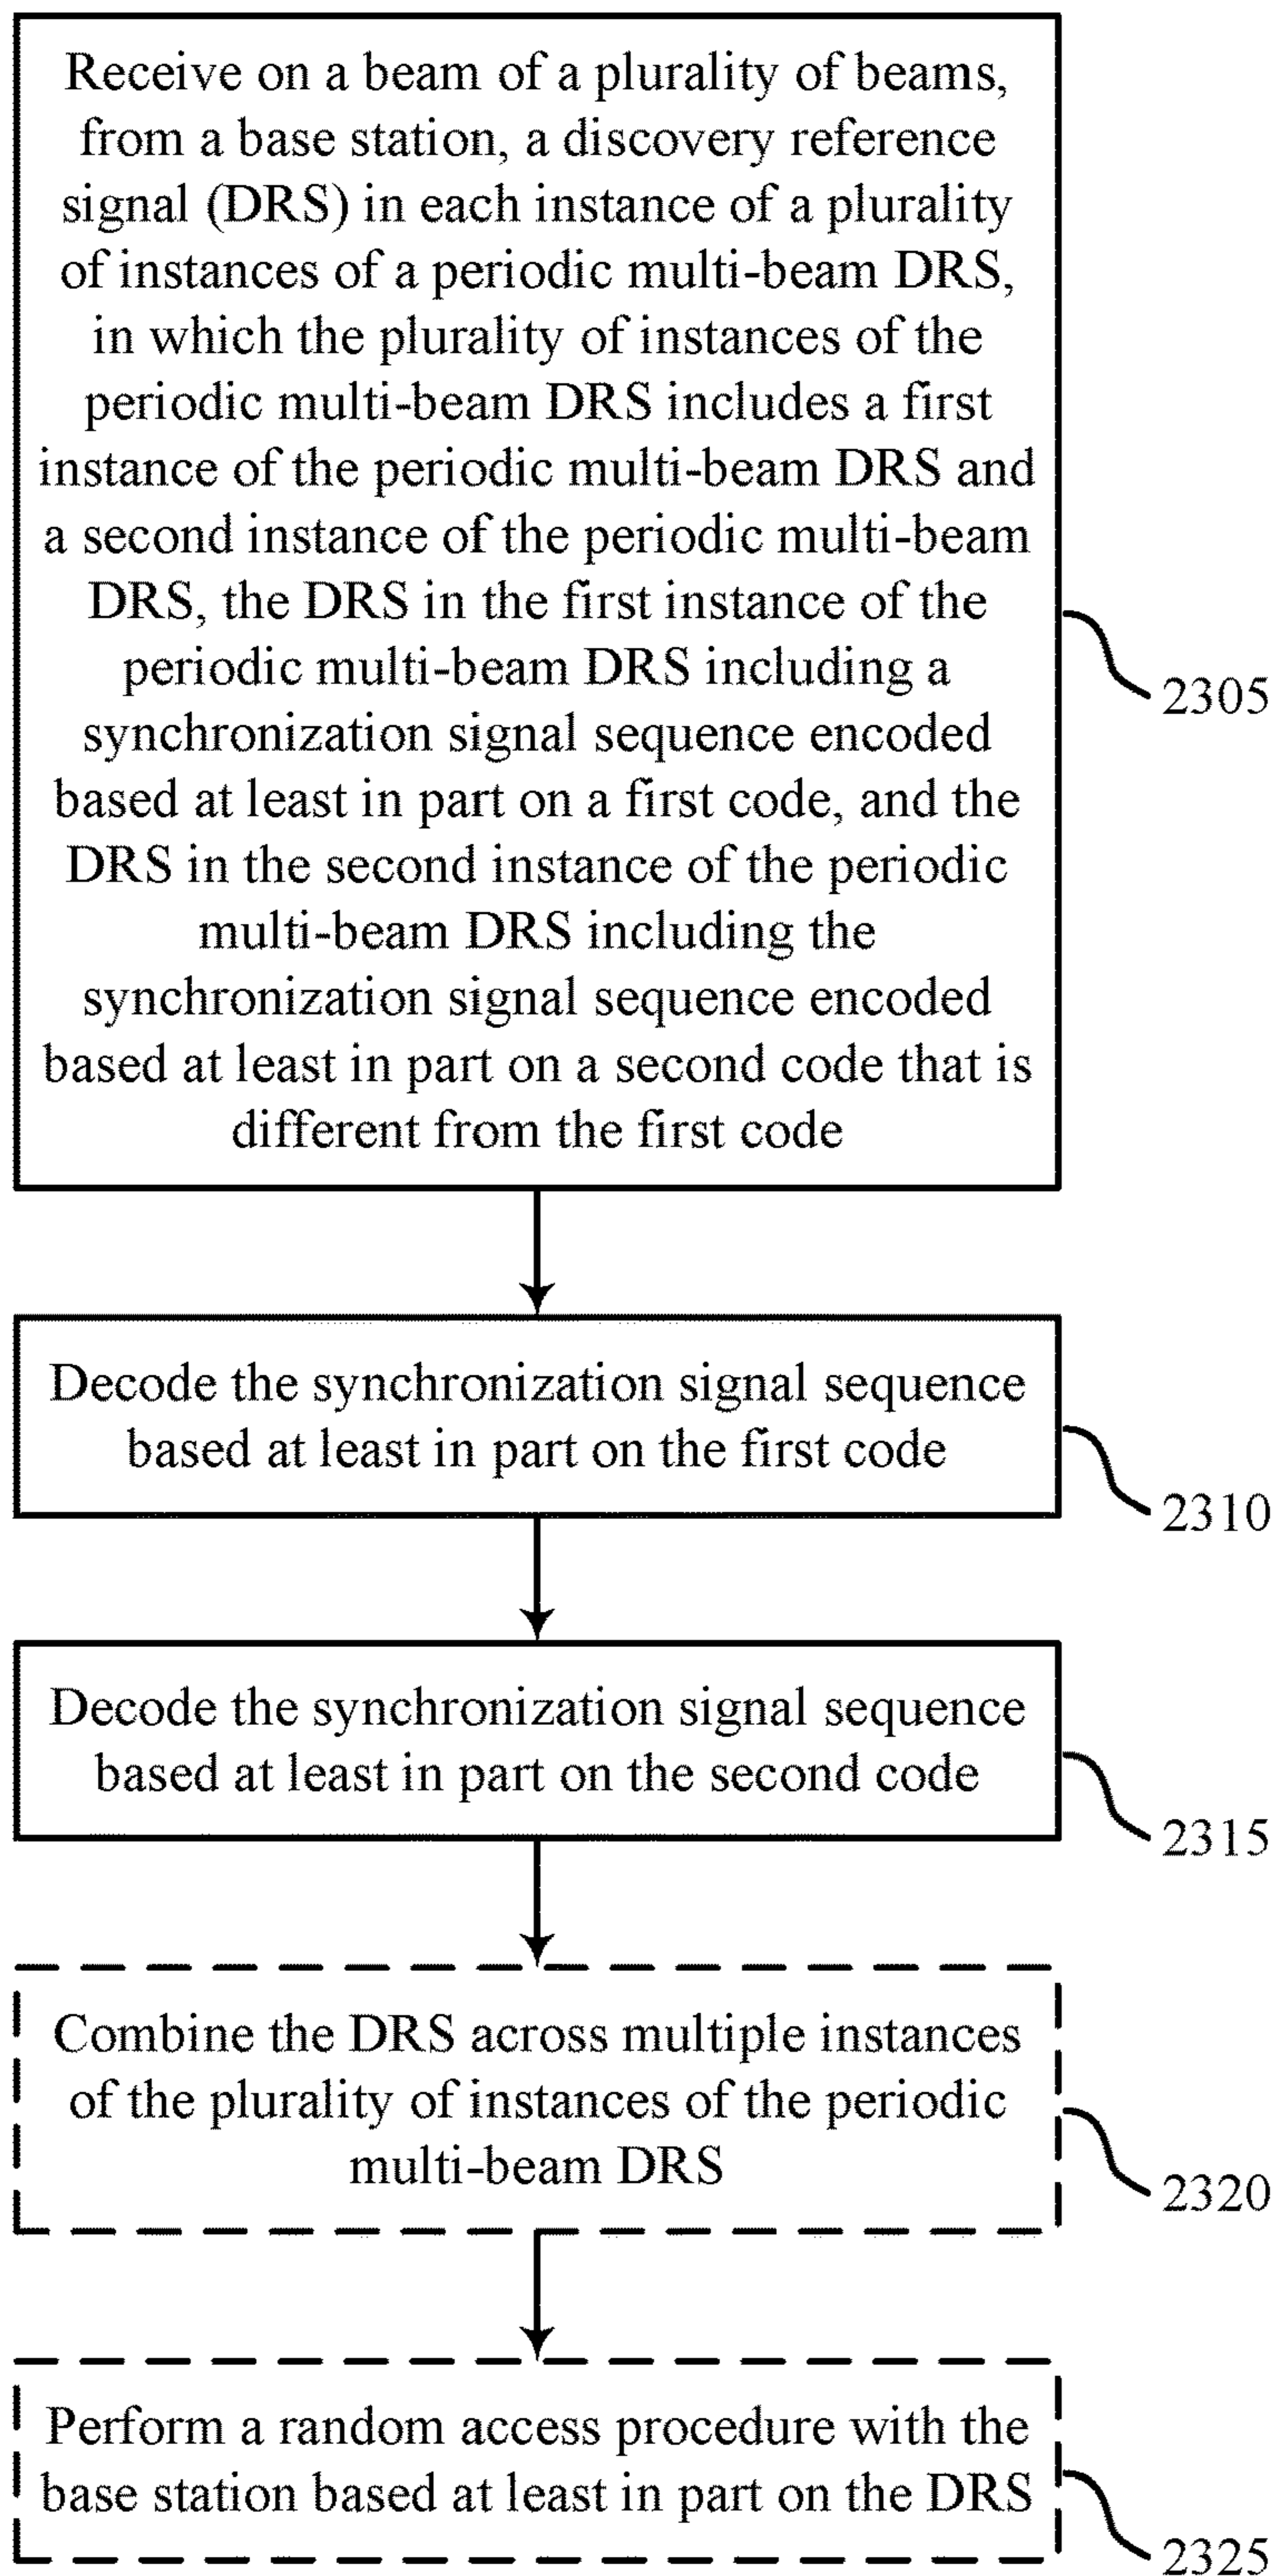 Receive on a beam of a plurality of beams,
from a base station, a discovery reference
signal (DRS) in each instance of a plurality
of instances of a periodic multi-beam DRS,
in which the plurality of instances of the
periodic multi-beam DRS includes a first
instance of the periodic multi-beam DRS and
a second instance of the periodic multi-beam
DRS, the DRS in the first instance of the
periodic multi-beam DRS including a
synchronization signal sequence encoded
based at least in part on a first code, and the
DRS in the second instance of the periodic
multi-beam DRS including the
synchronization signal sequence encoded
based at least in part on a second code that is
different from the first code
2305
Decode the synchronization signal sequence
based at least in part on the first code
2310
Decode the synchronization signal sequence
based at least in part on the second code
2315
Combine the DRS across multiple instances
of the plurality of instances of the periodic
multi-beam DRS
2320
Perform a random access procedure with the
base station based at least in part on the DRS
2325